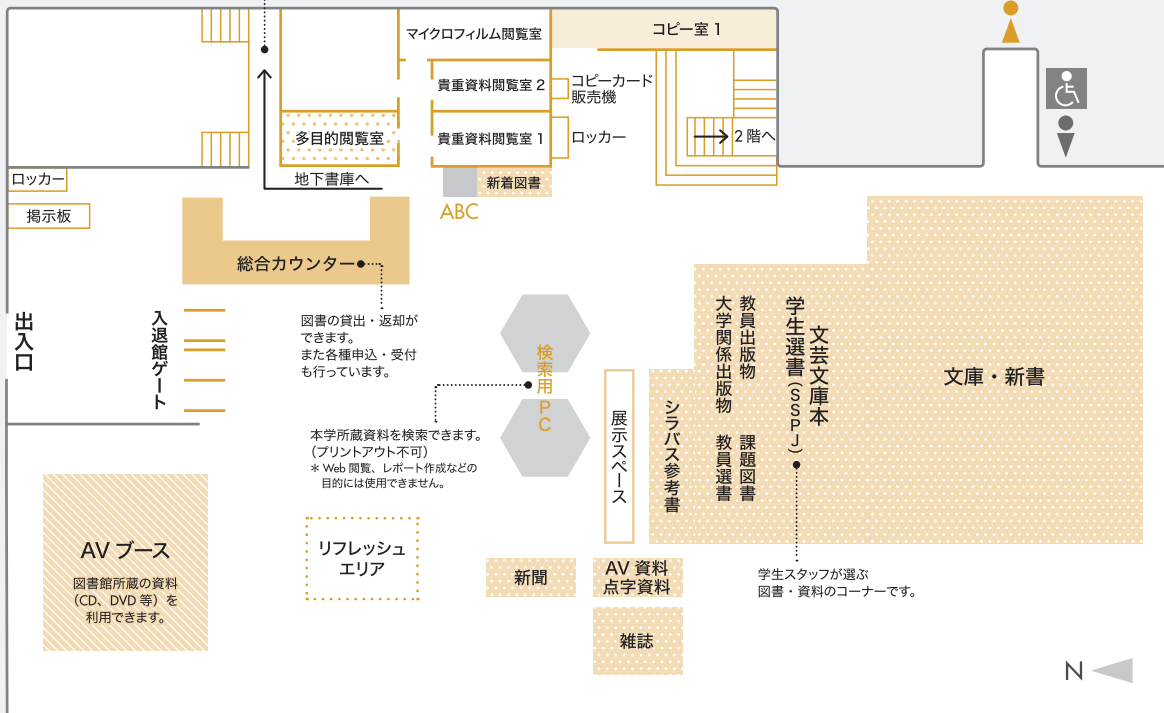 マイクロフィルム閲覧室
コピー室 1
貴重資料閲覧室 2
コピーカード
販売機
多目的閲覧室
貴重資料閲覧室 1
ロッカー
2 階へ
ロッカー
地下書庫へ
新着図書
掲示板
ABC
総合カウンター
出入口
入退館ゲート
図書の貸出・返却が
できます。
また各種申込・受付
も行っています。
検索用 PC
本学所蔵資料を検索できます。
（プリントアウト不可）
＊ Web 閲覧、レポート作成などの
目的には使用できません。
展示スペース
シラバス参考書
教員出版物　課題図書
大学関係出版物　教員選書
文芸文庫本
学生選書（SSPJ）
文庫・新書
学生スタッフが選ぶ
図書・資料のコーナーです。
AV ブース
図書館所蔵の資料
（CD、DVD 等）を
利用できます。
リフレッシュ
エリア
新聞
AV 資料
点字資料
雑誌
N